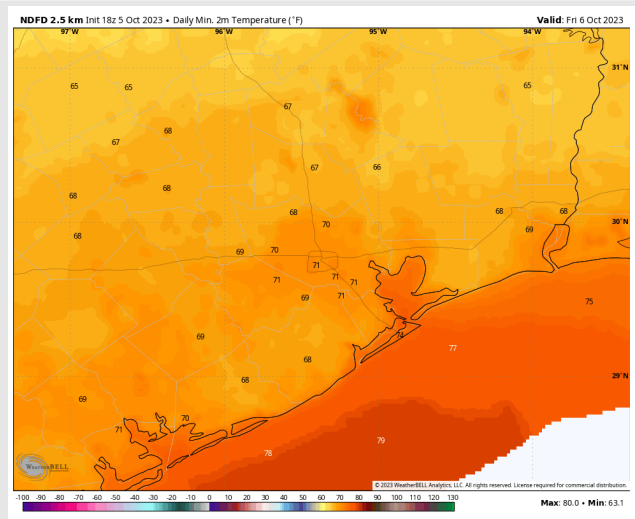 NDFD 2.5 km Init 18z 5 Oct 2023 • Daily Min. 2m Temperature (°F) Valid: Fri 6 Oct 2023
97°W 96°W 95°W 94°W
31°N
65 65 65
67
68
67
67 66
68 68
68 68 68
70 69
68
30°N
69 70
71
71 71 71
69 71
75
74
69 77
68
29°N
68
69
70
71
79
78
WEATHERBELL
© 2023 WeatherBELL Analytics, LLC. All rights reserved. License required for commercial distribution.
-100 -90 -80 -70 -60 -50 -40 -30 -20 -10 0 10 20 30 40 50 60 70 80 90 100 110 120 130
Max: 80.0 • Min: 63.1